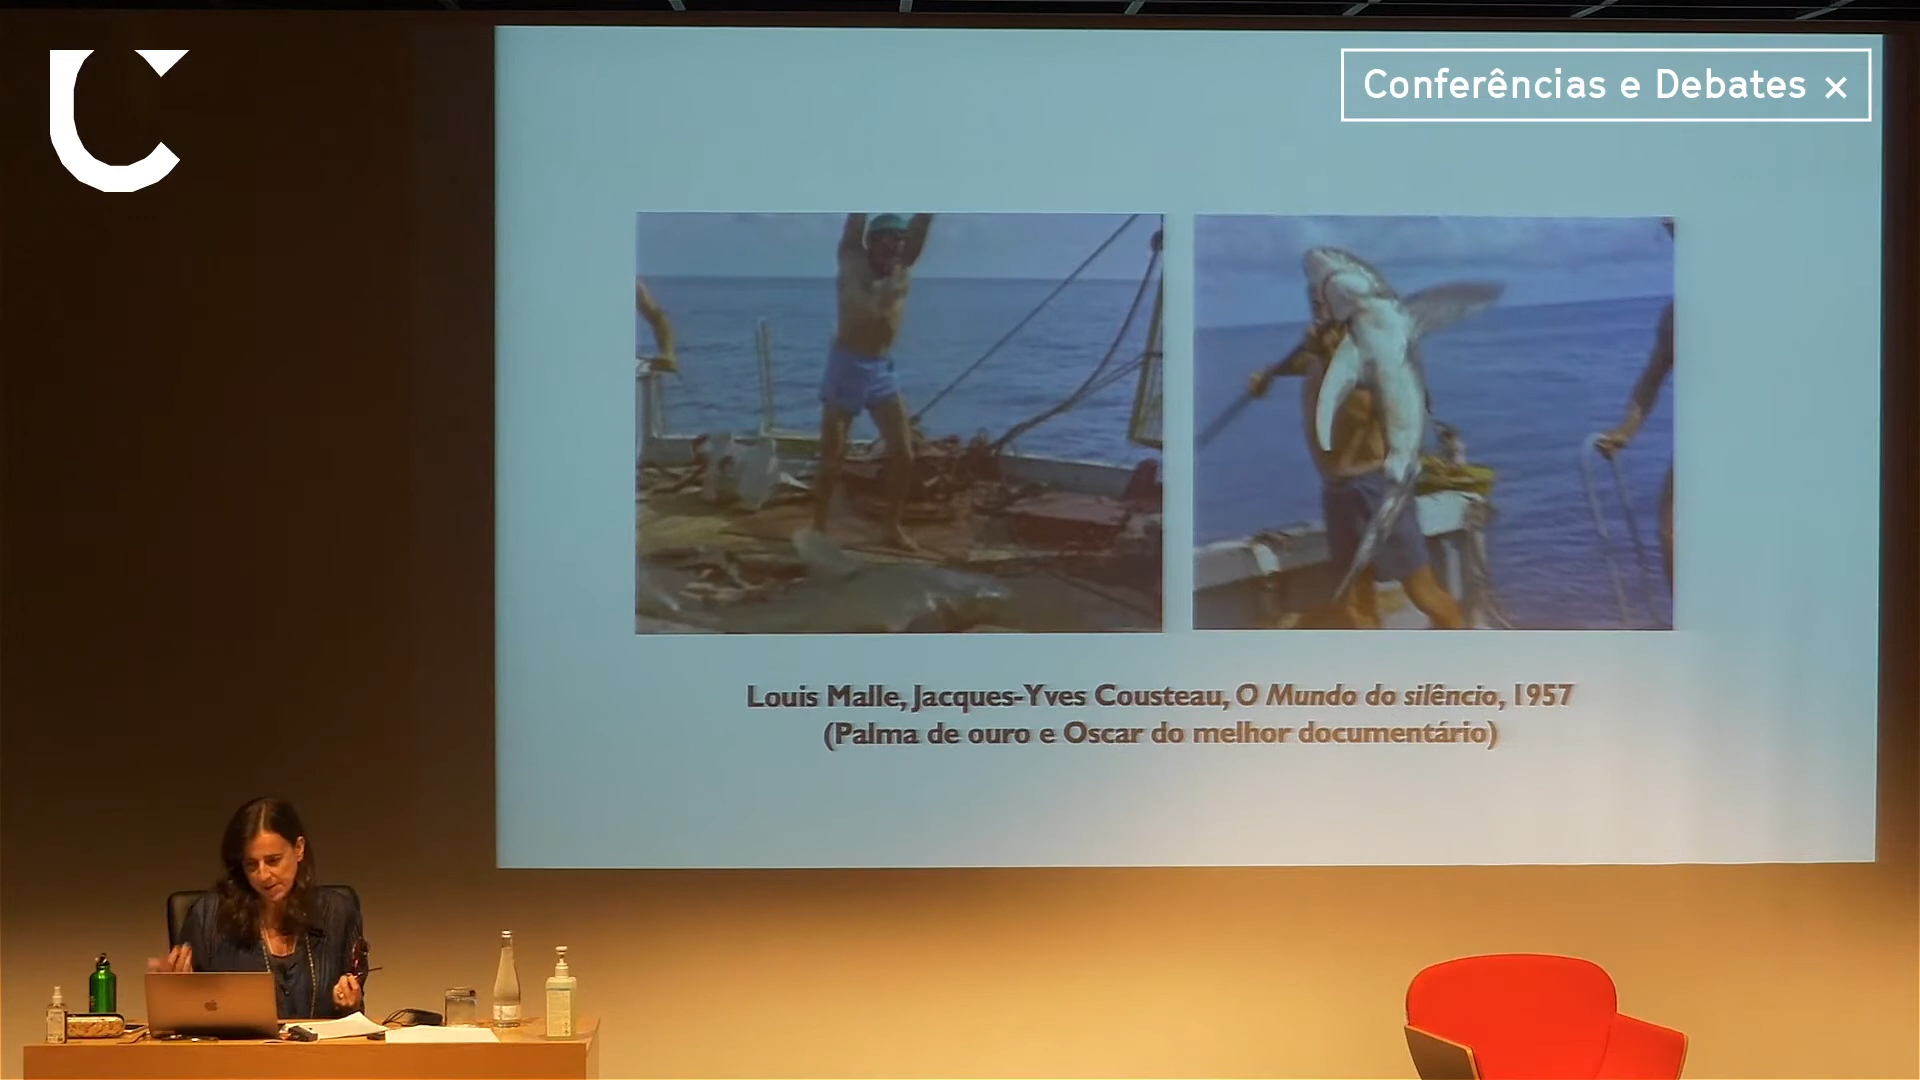 Conferências e Debates ×
Louis Malle, Jacques-Yves Cousteau, O Mundo do silêncio, 1957
(Palma de ouro e Oscar do melhor documentário)